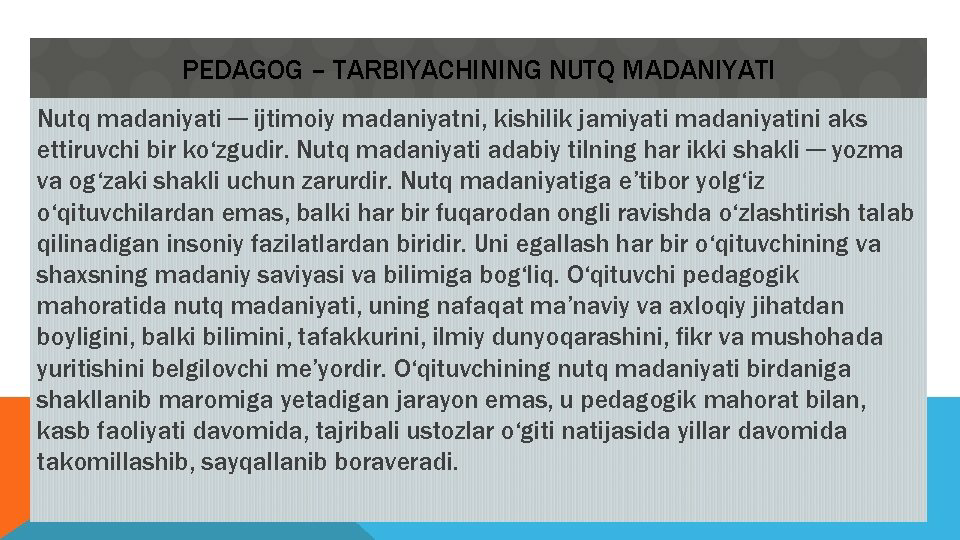 PEDAGOG – TARBIYACHINING NUTQ MADANIYATI
Nutq madaniyati — ijtimoiy madaniyatni, kishilik jamiyati madaniyatini aks
ettiruvchi bir ko‘zgudir. Nutq madaniyati adabiy tilning har ikki shakli — yozma
va og‘zaki shakli uchun zarurdir. Nutq madaniyatiga e’tibor yolg‘iz
o‘qituvchilardan emas, balki har bir fuqarodan ongli ravishda o‘zlashtirish talab
qilinadigan insoniy fazilatlardan biridir. Uni egallash har bir o‘qituvchining va
shaxsning madaniy saviyasi va bilimiga bog‘liq. O‘qituvchi pedagogik
mahoratida nutq madaniyati, uning nafaqat ma’naviy va axloqiy jihatdan
boyligini, balki bilimini, tafakkurini, ilmiy dunyoqarashini, fikr va mushohada
yuritishini belgilovchi me’yordir. O‘qituvchining nutq madaniyati birdaniga
shakllanib maromiga yetadigan jarayon emas, u pedagogik mahorat bilan,
kasb faoliyati davomida, tajribali ustozlar o‘giti natijasida yillar davomida
takomillashib, sayqallanib boraveradi.